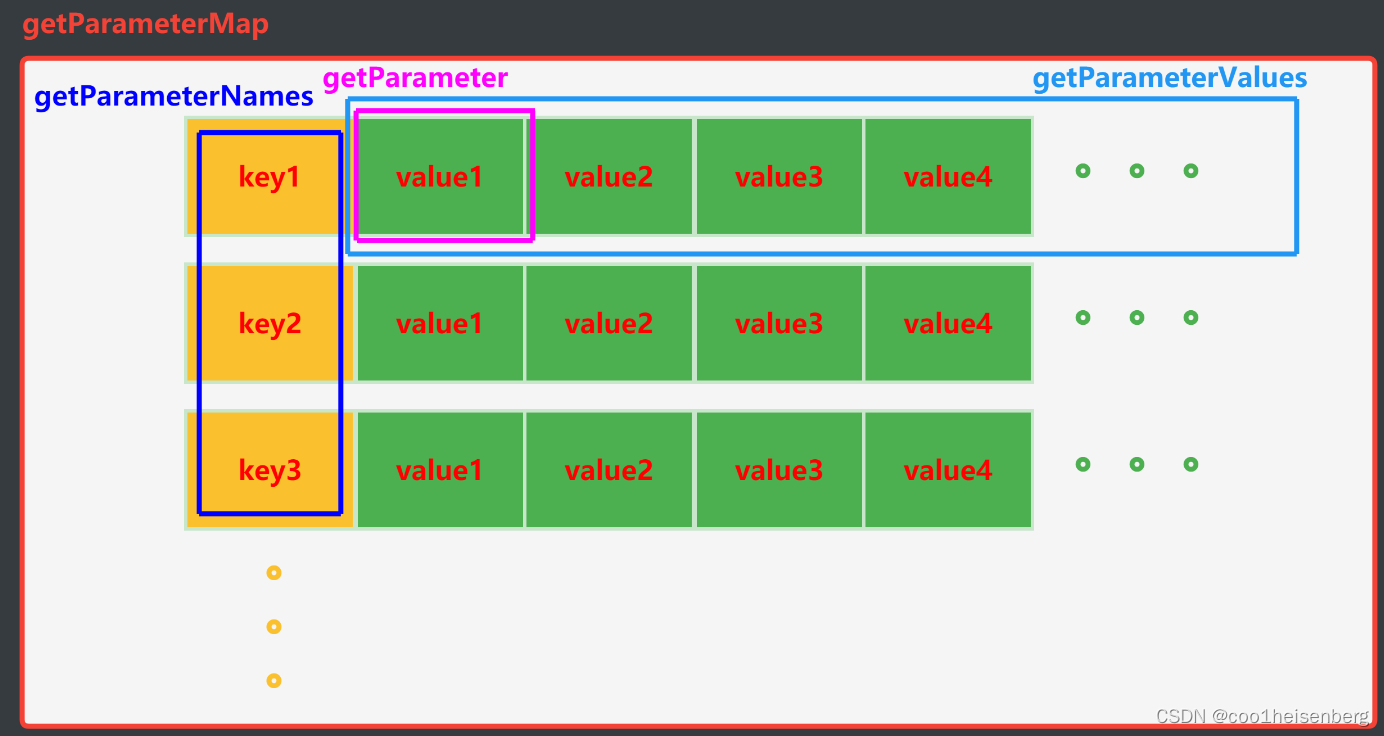 getParameterMap
getParameter
getParameterValues
getParameterNames
key1 value1 value2 value3 value4
key2 value1 value2 value3 value4
key3 value1 value2 value3 value4
CSDN @coo1heisenberg